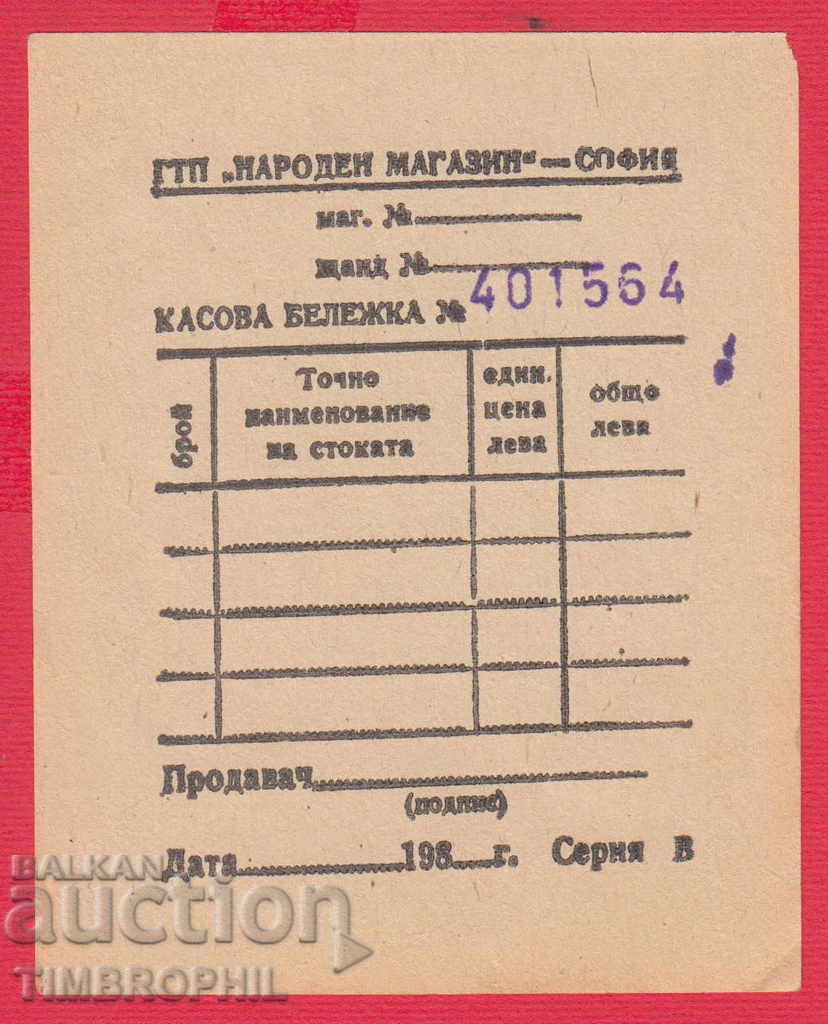 ГТП „НАРОДЕН МАГАЗИН“ — СОФИЯ
маг. №
щанд №
КАСОВА БЕЛЕЖКА № 401564
брой
Точно
наименование
на стоката
един.
цена
лева
общо
лева
Продавач
(подпис)
Дата 198 г. Серия В
BALKAN
auction
TIMBROPHIL